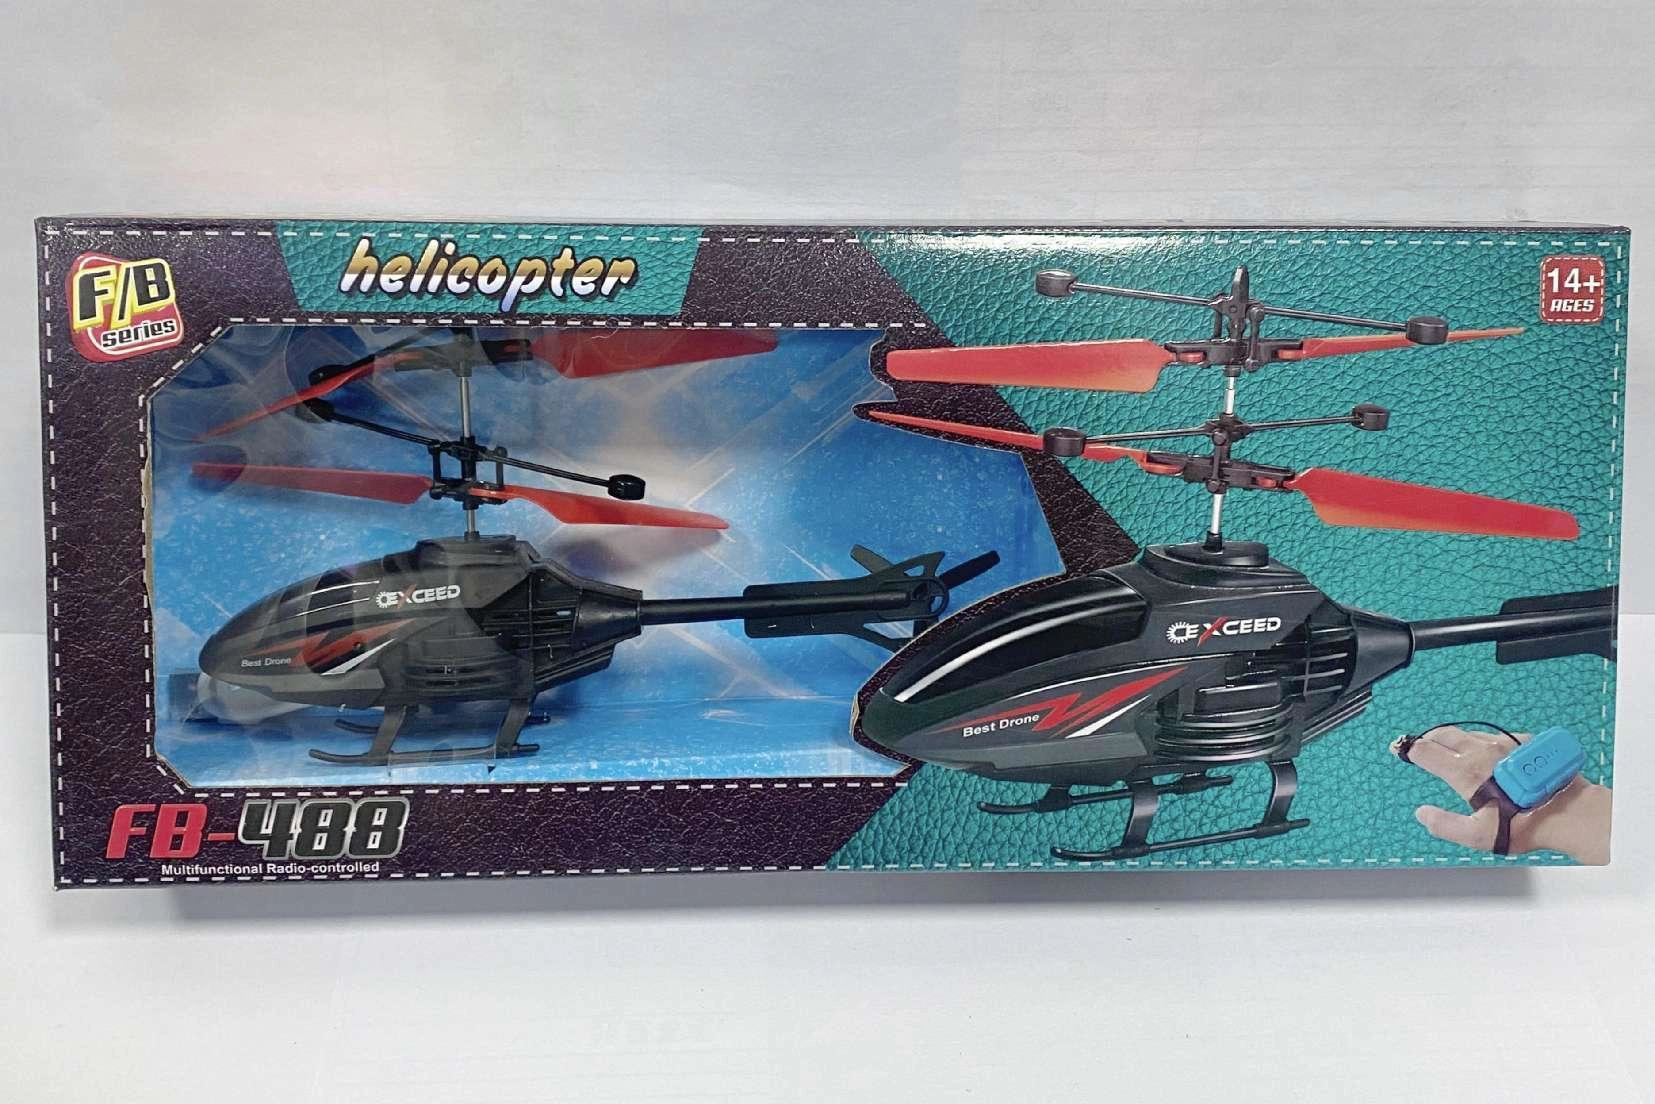 F/B
series
helicopter
14+
AGES
EXCEED
Best Drone
EXCEED
Best Drone
FB-488
Multifunctional Radio-controlled